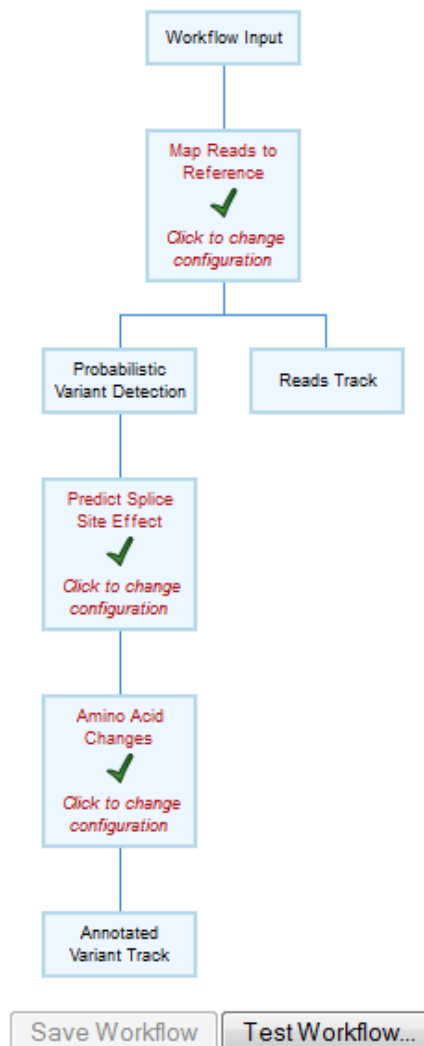 Workflow Input
Map Reads to
Reference
Click to change
configuration
Probabilistic
Variant Detection
Reads Track
Predict Splice
Site Effect
Click to change
configuration
Amino Acid
Changes
Click to change
configuration
Annotated
Variant Track
Save Workflow
Test Workflow...